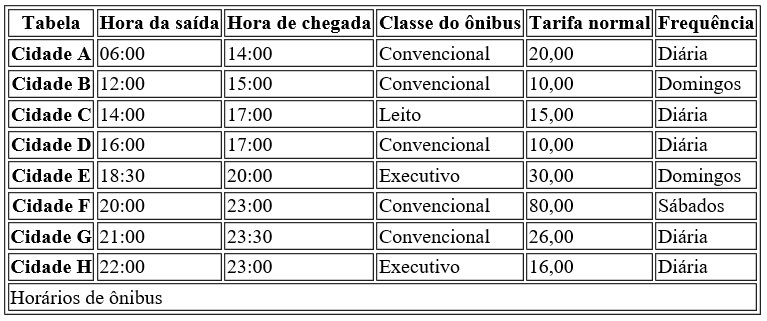 Tabela Hora da saída Hora de chegada Classe do ônibus Tarifa normal Frequência
Cidade A 06:00 14:00 Convencional 20,00 Diária
Cidade B 12:00 15:00 Convencional 10,00 Domingos
Cidade C 14:00 17:00 Leito 15,00 Diária
Cidade D 16:00 17:00 Convencional 10,00 Diária
Cidade E 18:30 20:00 Executivo 30,00 Domingos
Cidade F 20:00 23:00 Convencional 80,00 Sábados
Cidade G 21:00 23:30 Convencional 26,00 Diária
Cidade H 22:00 23:00 Executivo 16,00 Diária
Horários de ônibus